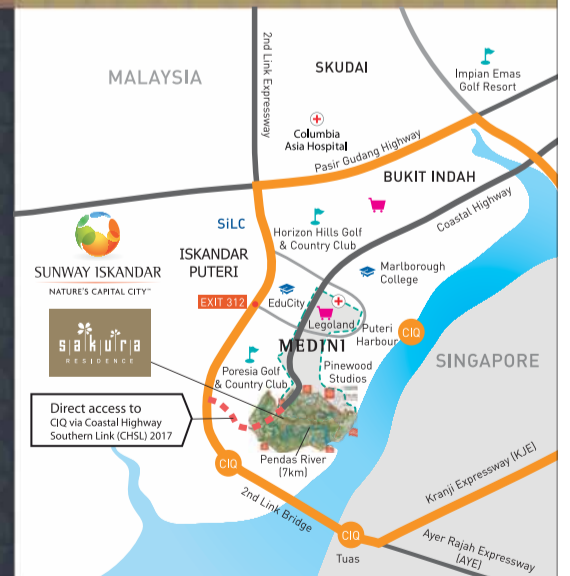 MALAYSIA
2nd Link Expressway
SKUDAI
Impian Emas
Golf Resort
Columbia
Asia Hospital
Pasir Gudang Highway
BUKIT INDAH
Coastal Highway
SiLC
Horizon Hills Golf
& Country Club
SUNWAY ISKANDAR
NATURE'S CAPITAL CITY™
ISKANDAR
PUTERI
Marlborough
College
EXIT 312
EduCity
Legoland
Puteri
Harbour
CIQ
sakura
RESIDENCE
MEDINI
SINGAPORE
Poresia Golf
& Country Club
Pinewood
Studios
Direct access to
CIQ via Coastal Highway
Southern Link (CHSL) 2017
Pendas River
(7km)
CIQ
2nd Link Bridge
Kranji Expressway (KJE)
CIQ
Tuas
Ayer Rajah Expressway
(AYE)